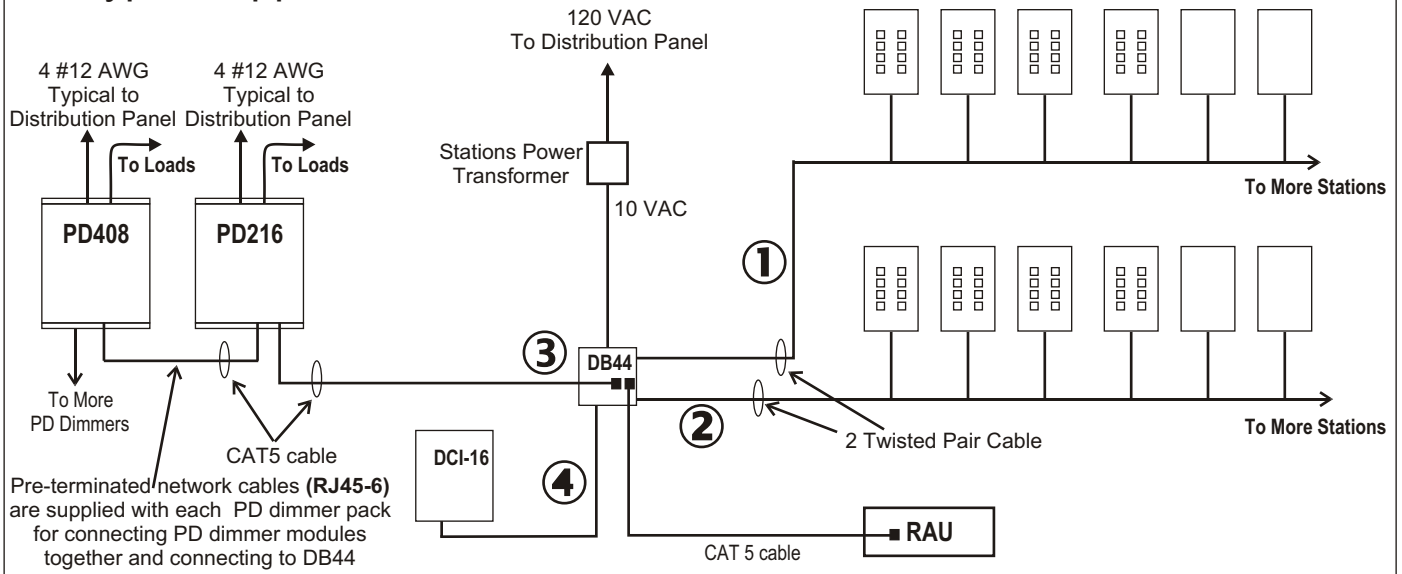 120 VAC
To Distribution Panel
4 #12 AWG
Typical to
Distribution Panel
4 #12 AWG
Typical to
Distribution Panel
To Loads
To Loads
PD408
PD216
Stations Power
Transformer
10 VAC
To More Stations
1
3
DB44
To More
PD Dimmers
2
2 Twisted Pair Cable
To More Stations
CAT5 cable
Pre-terminated network cables (RJ45-6)
are supplied with each PD dimmer pack
for connecting PD dimmer modules
together and connecting to DB44
DCI-16
4
CAT 5 cable
RAU